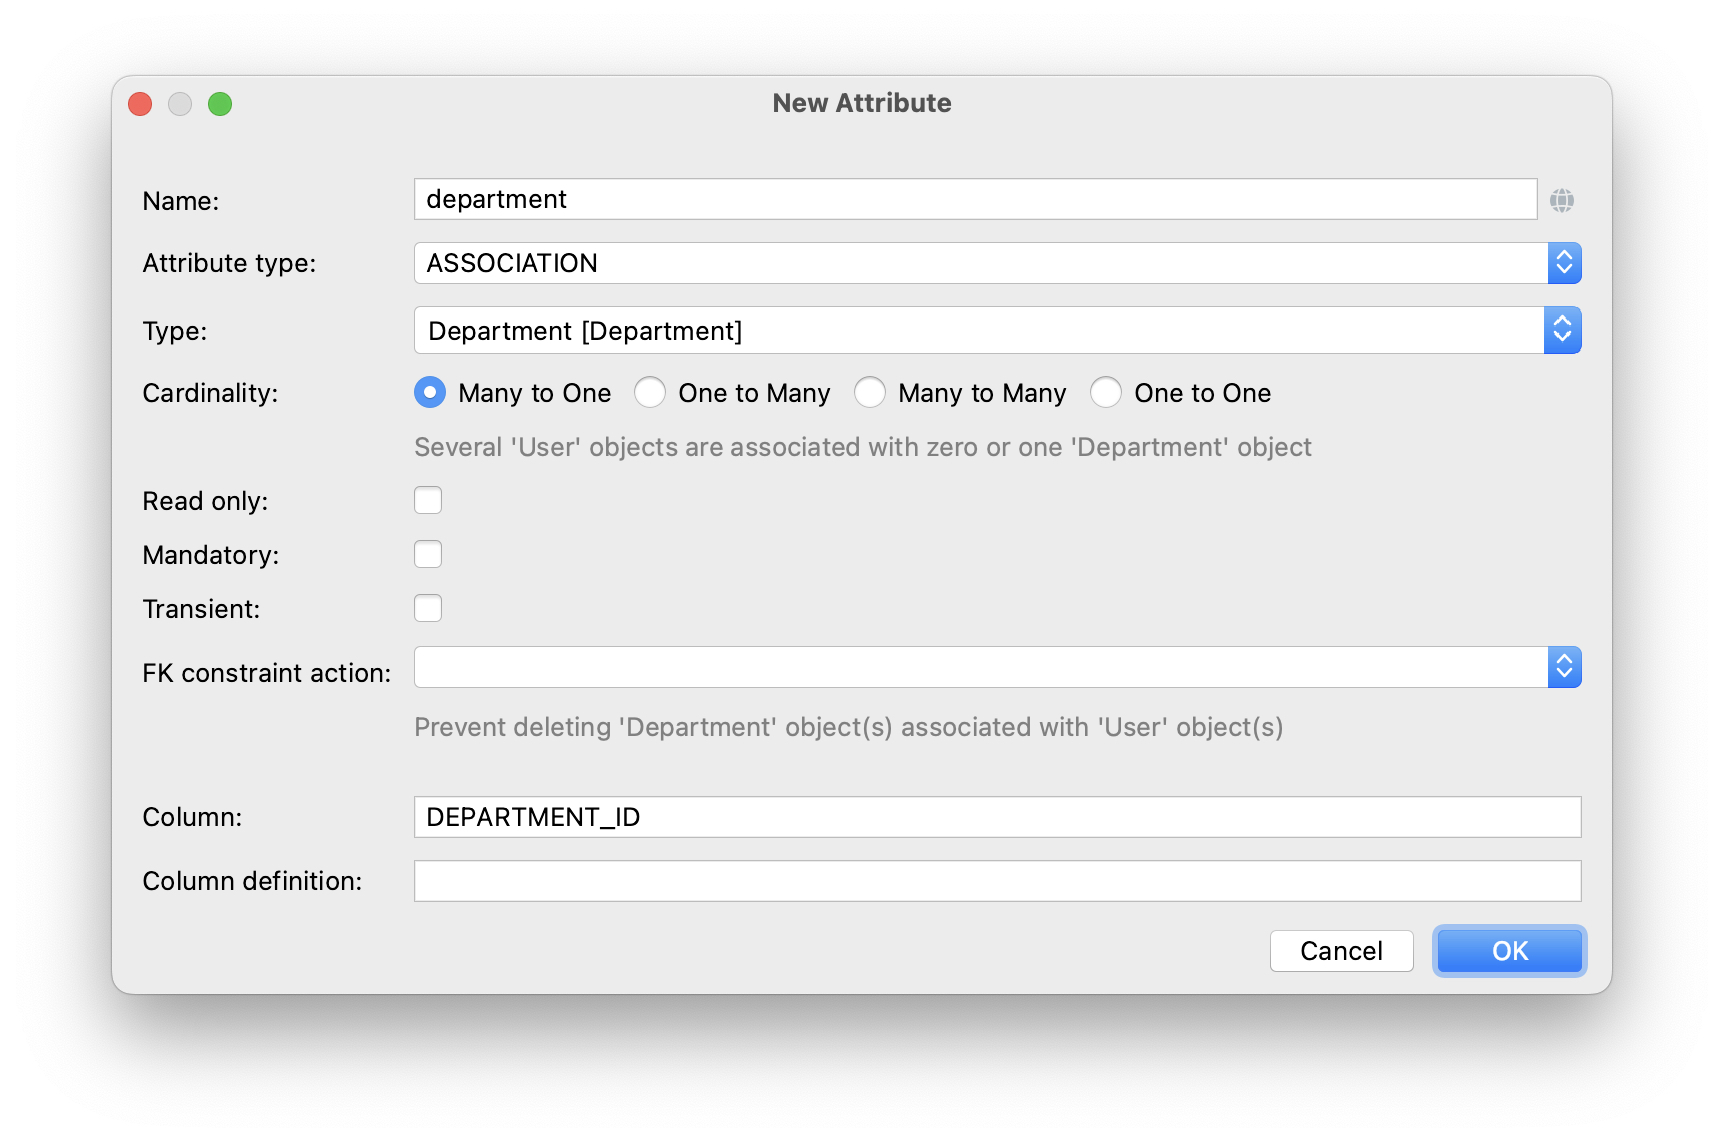 New Attribute
Name: department
Attribute type: ASSOCIATION
Type: Department [Department]
Cardinality: Many to One One to Many Many to Many One to One
Several 'User' objects are associated with zero or one 'Department' object
Read only:
Mandatory:
Transient:
FK constraint action:
Prevent deleting 'Department' object(s) associated with 'User' object(s)
Column: DEPARTMENT_ID
Column definition:
Cancel OK